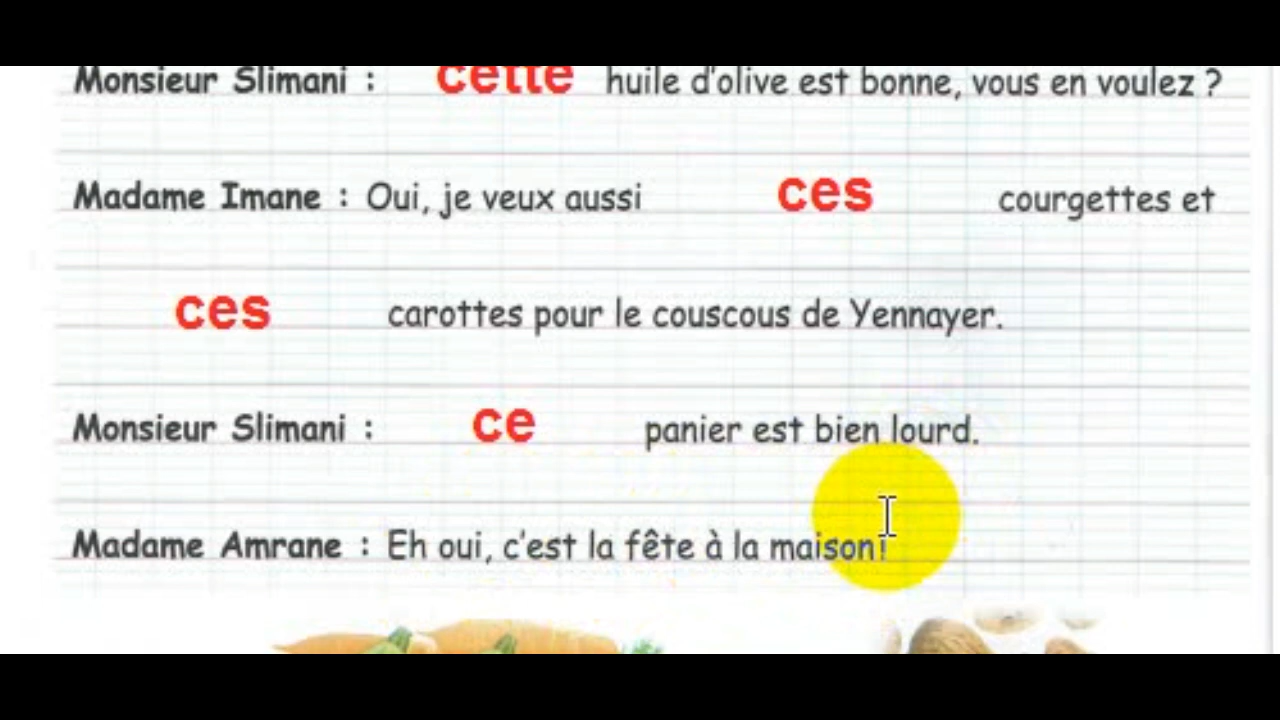 Monsieur Slimani : cette huile d'olive est bonne, vous en voulez ?
Madame Imane : Oui, je veux aussi ces courgettes et
ces carottes pour le couscous de Yennayer.
Monsieur Slimani : ce panier est bien lourd.
Madame Amrane : Eh oui, c'est la fête à la maison!